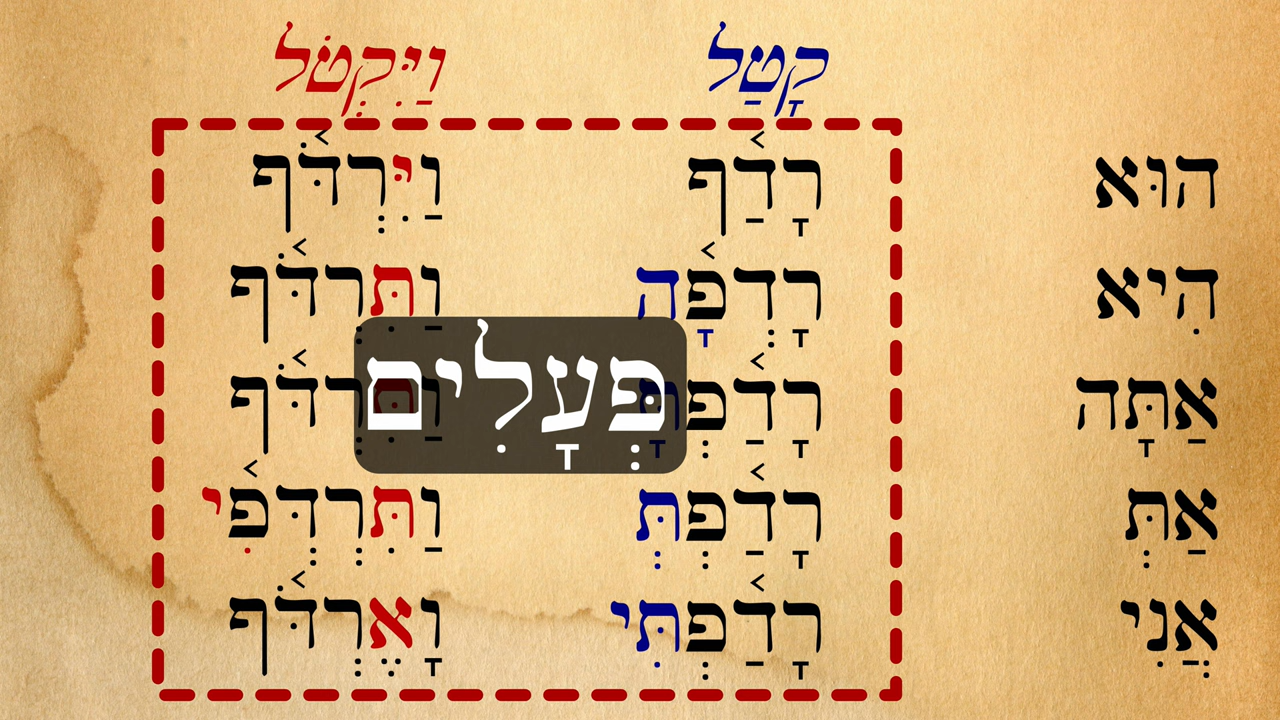 קָטַל וַיִּקְטֹל
הוּא רָדַף וַיִּרְדֹּף
הִיא רָדְפָה וַתִּרְדֹּף
אַתָּה רָדַפְתָּ וַתִּרְדֹּף
פְּעָלִים
אַתְּ רָדַפְתְּ וַתִּרְדְּפִי
אֲנִי רָדַפְתִּי וָאֶרְדֹּף